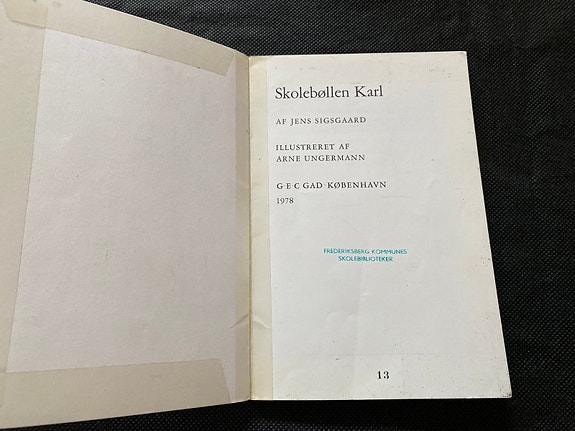 Skolebøllen Karl
AF JENS SIGSGAARD
ILLUSTRERET AF
ARNE UNGERMANN
G·E·C GAD·KØBENHAVN
1978
FREDERIKSBERG KOMMUNES
SKOLEBIBLIOTEKER
13